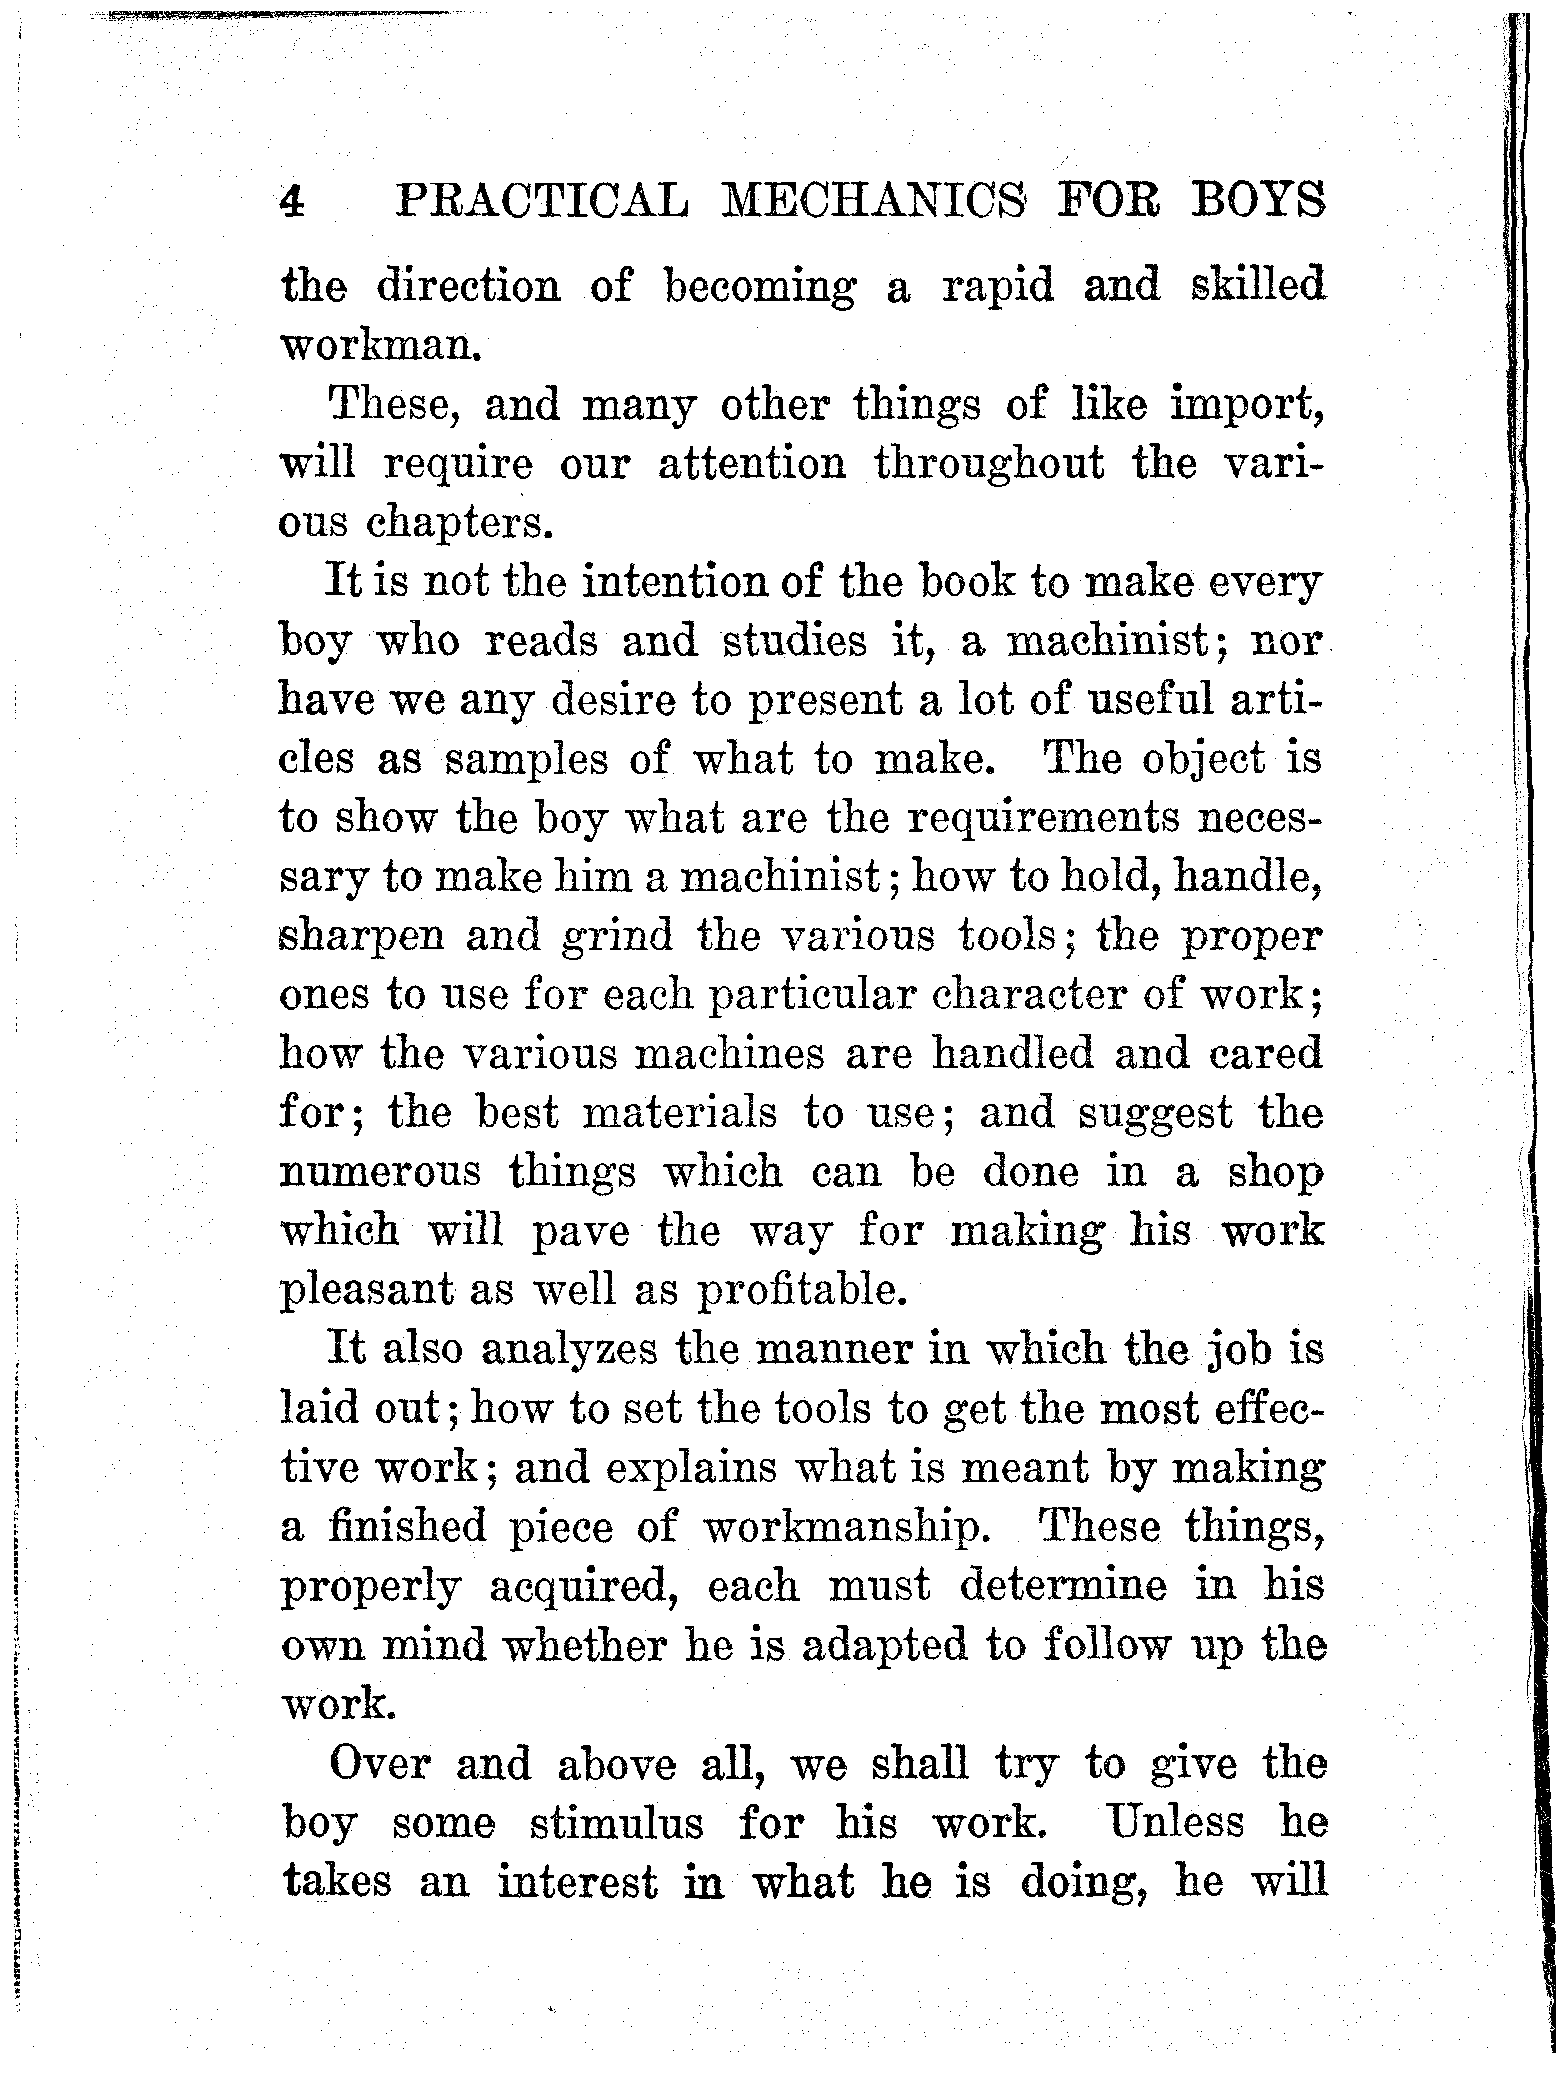 4 PRACTICAL MECHANICS FOR BOYS
the direction of becoming a rapid and skilled
workman.
These, and many other things of like import,
will require our attention throughout the vari-
ous chapters.
It is not the intention of the book to make every
boy who reads and studies it, a machinist; nor
have we any desire to present a lot of useful arti-
cles as samples of what to make. The object is
to show the boy what are the requirements neces-
sary to make him a machinist; how to hold, handle,
sharpen and grind the various tools; the proper
ones to use for each particular character of work;
how the various machines are handled and cared
for; the best materials to use; and suggest the
numerous things which can be done in a shop
which will pave the way for making his work
pleasant as well as profitable.
It also analyzes the manner in which the job is
laid out; how to set the tools to get the most effec-
tive work; and explains what is meant by making
a finished piece of workmanship. These things,
properly acquired, each must determine in his
own mind whether he is adapted to follow up the
work.
Over and above all, we shall try to give the
boy some stimulus for his work. Unless he
takes an interest in what he is doing, he will